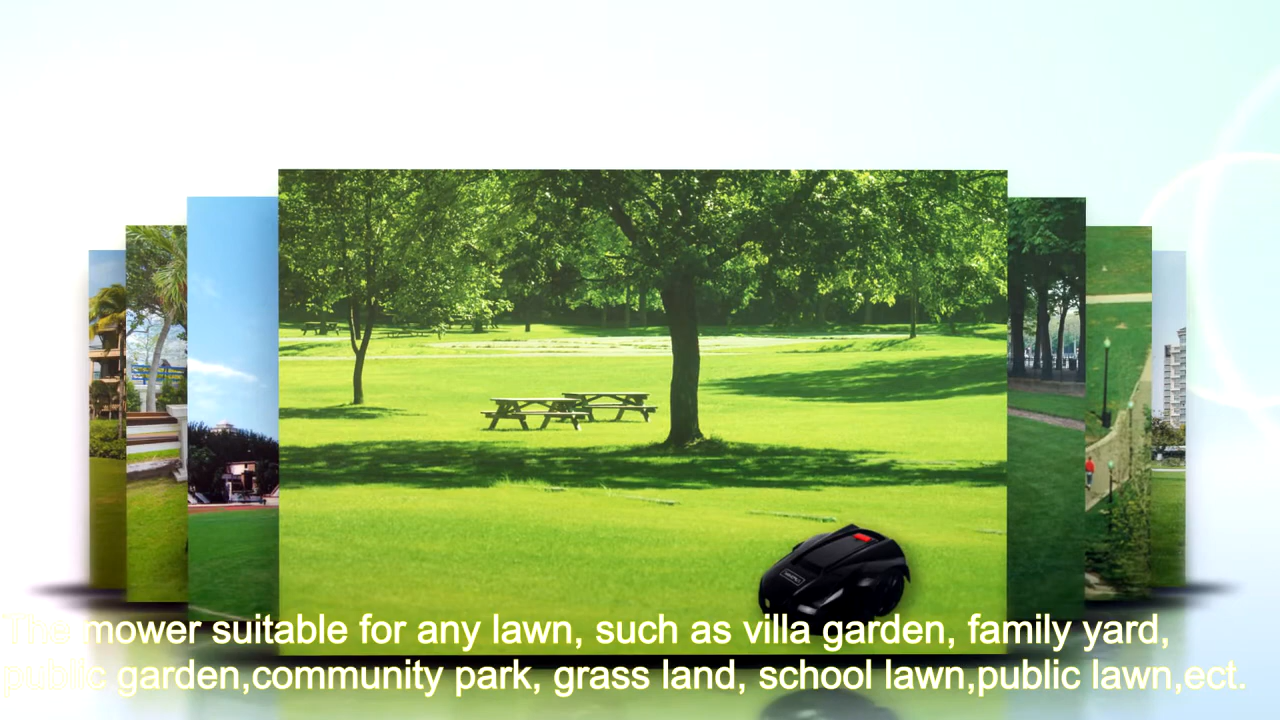 The mower suitable for any lawn, such as villa garden, family yard,
public garden,community park, grass land, school lawn,public lawn,ect.